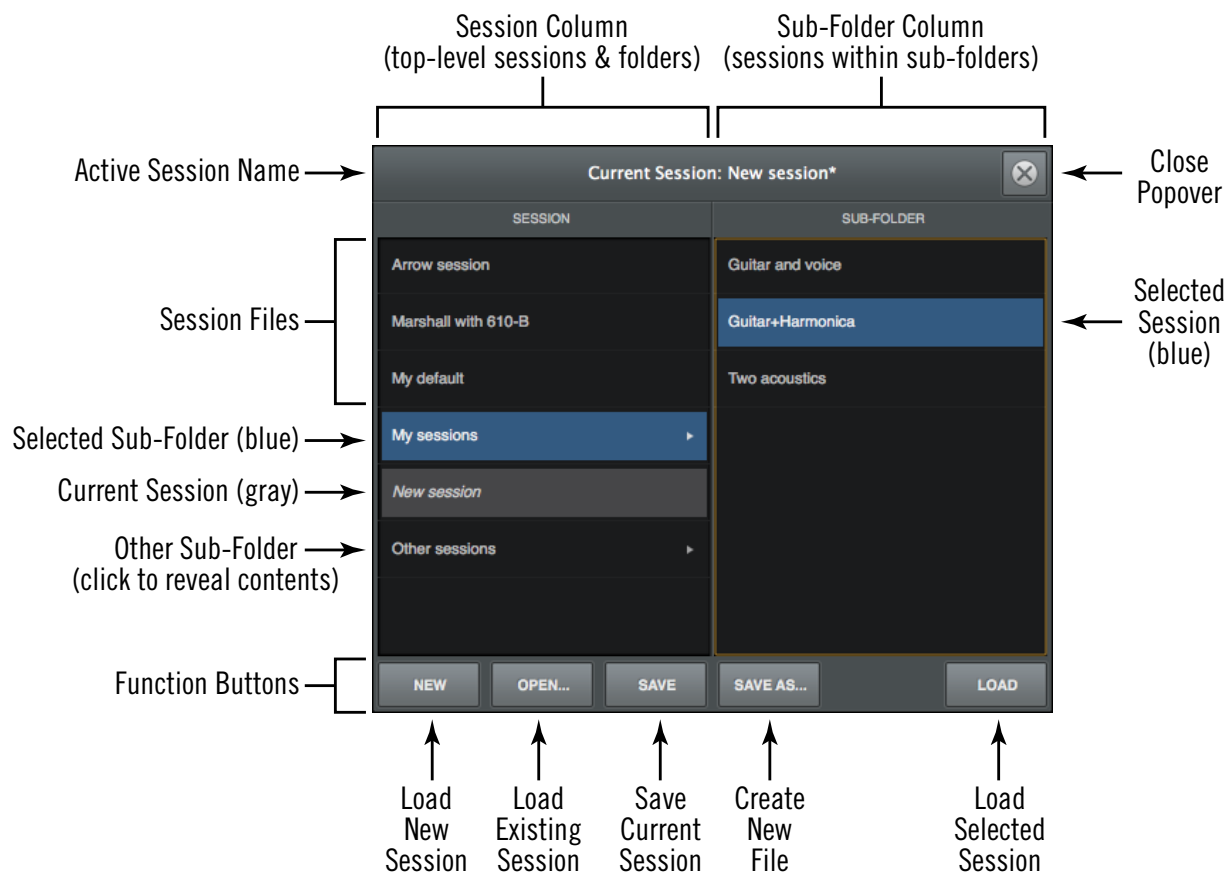 Session Column
(top-level sessions & folders)
Sub-Folder Column
(sessions within sub-folders)
Active Session Name
Current Session: New session*
Close
Popover
SESSION
SUB-FOLDER
Session Files
Arrow session
Marshall with 610-B
My default
Guitar and voice
Guitar+Harmonica
Two acoustics
Selected
Session
(blue)
Selected Sub-Folder (blue)
My sessions
Current Session (gray)
New session
Other Sub-Folder
(click to reveal contents)
Other sessions
Function Buttons
NEW
OPEN...
SAVE
SAVE AS...
LOAD
Load
New
Session
Load
Existing
Session
Save
Current
Session
Create
New
File
Load
Selected
Session